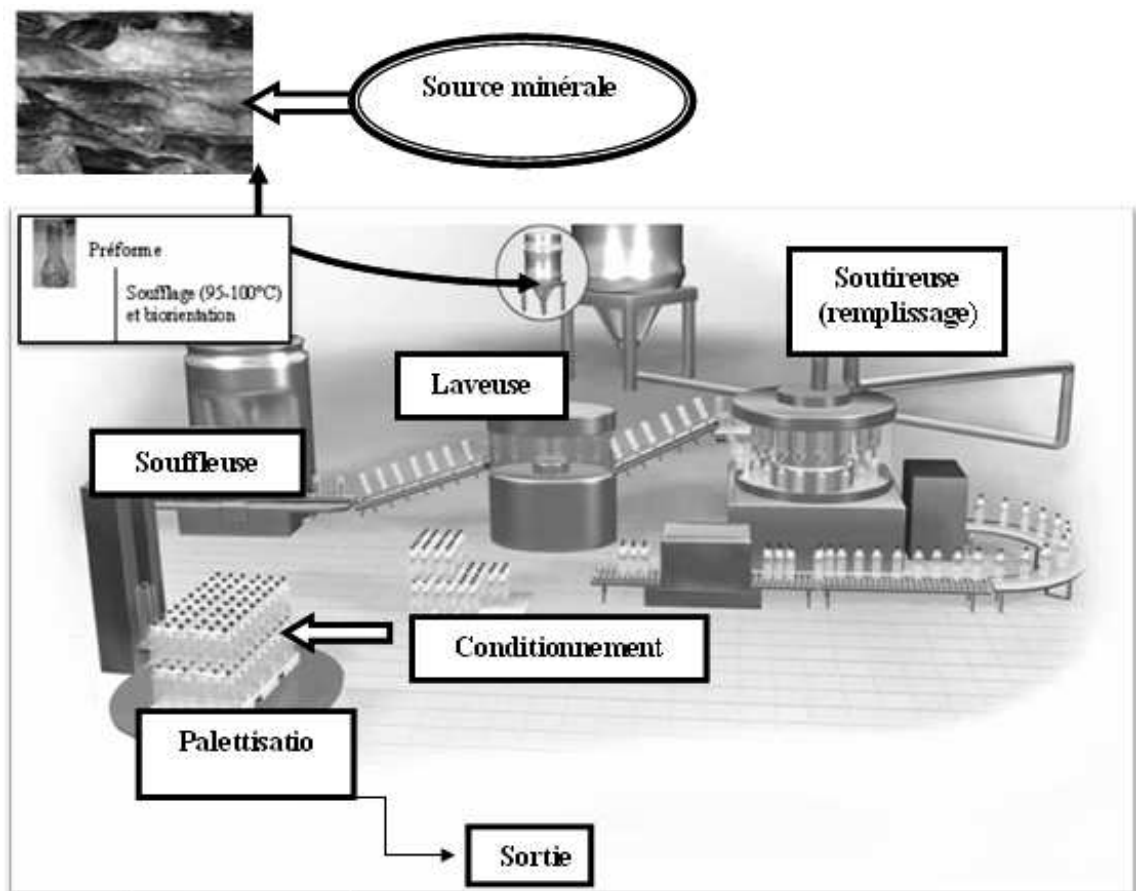 Source minérale
Préforme
Soufflage (95-100°C)
et biorientation
Soutireuse
(remplissage)
Laveuse
Souffleuse
Conditionnement
Palettisatio
Sortie